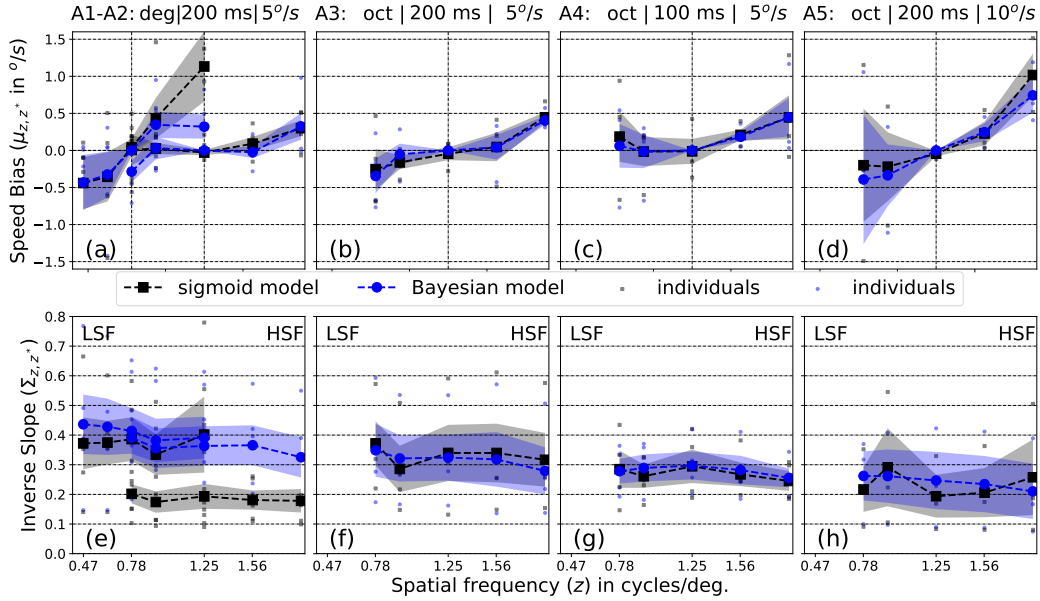 A1-A2: deg|200 ms|5°/s
A3: oct | 200 ms | 5°/s
A4: oct | 100 ms | 5°/s
A5: oct | 200 ms | 10°/s
Speed Bias (μz,z*) in °/s
1.5
1.0
0.5
0.0
−0.5
−1.0
−1.5
(a)
(b)
(c)
(d)
sigmoid model
Bayesian model
individuals
individuals
Inverse Slope (Σz,z*)
0.8
0.7
0.6
0.5
0.4
0.3
0.2
0.1
0.0
LSF HSF
LSF HSF
LSF HSF
LSF HSF
(e)
(f)
(g)
(h)
0.47 0.78 1.25 1.56
0.47 0.78 1.25 1.56
0.47 0.78 1.25 1.56
0.47 0.78 1.25 1.56
Spatial frequency (z) in cycles/deg.